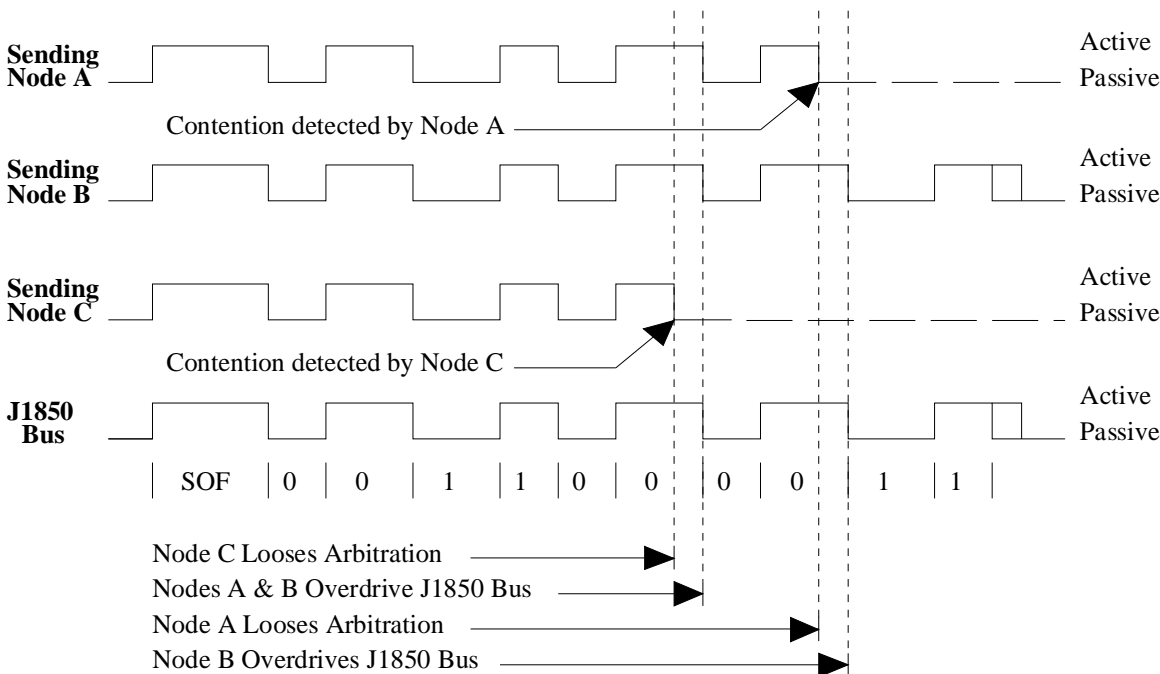 Sending Node A
Active
Passive
Contention detected by Node A
Sending Node B
Active
Passive
Sending Node C
Active
Passive
Contention detected by Node C
J1850 Bus
Active
Passive
SOF 0 0 1 1 0 0 0 0 1 1
Node C Looses Arbitration
Nodes A & B Overdrive J1850 Bus
Node A Looses Arbitration
Node B Overdrives J1850 Bus